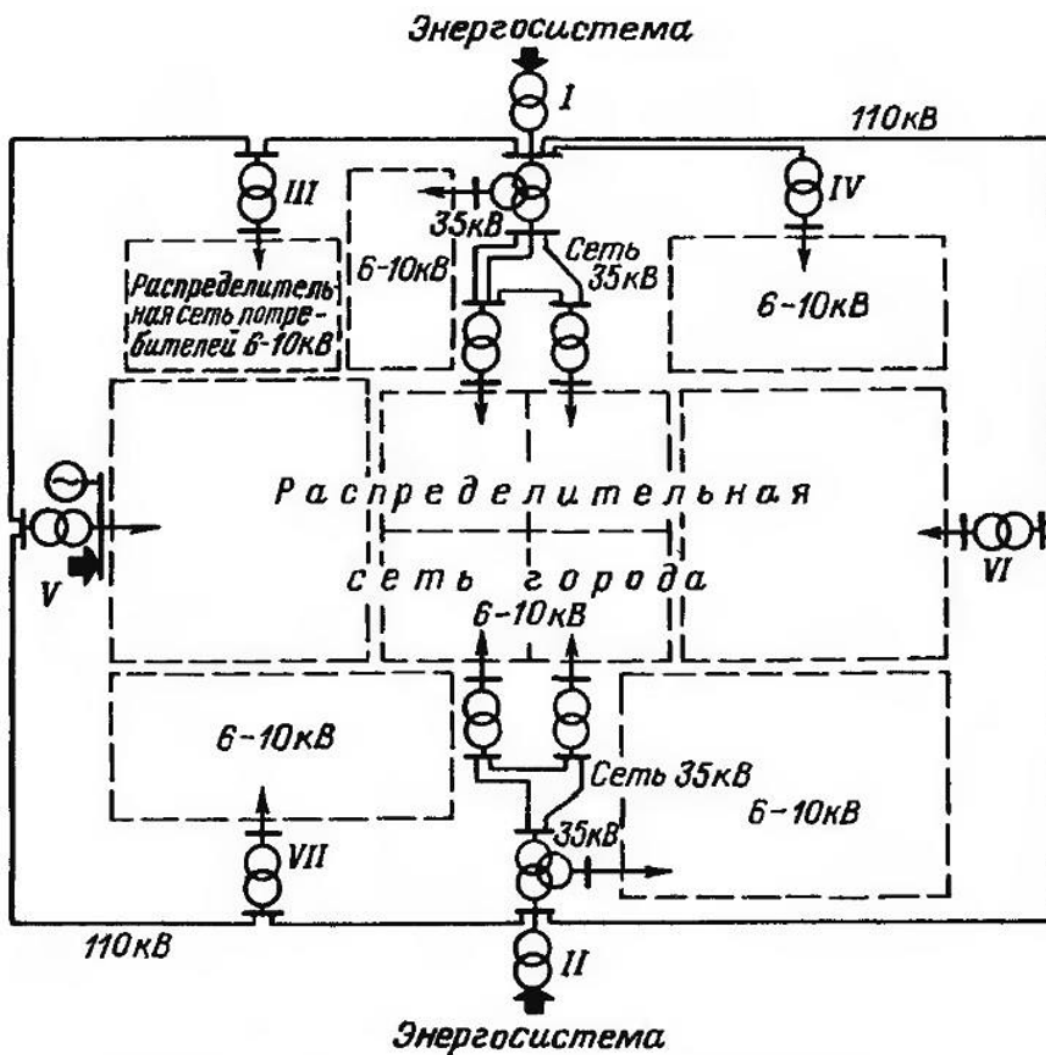 Энергосистема
I
110кВ
III
IV
35кВ
Сеть
35кВ
6-10кВ
6-10кВ
Распределитель-
ная сеть потре-
бителей 6-10кВ
Распределительная
V
VI
сеть города
6-10кВ
6-10кВ
Сеть 35кВ
6-10кВ
35кВ
VII
110кВ
II
Энергосистема